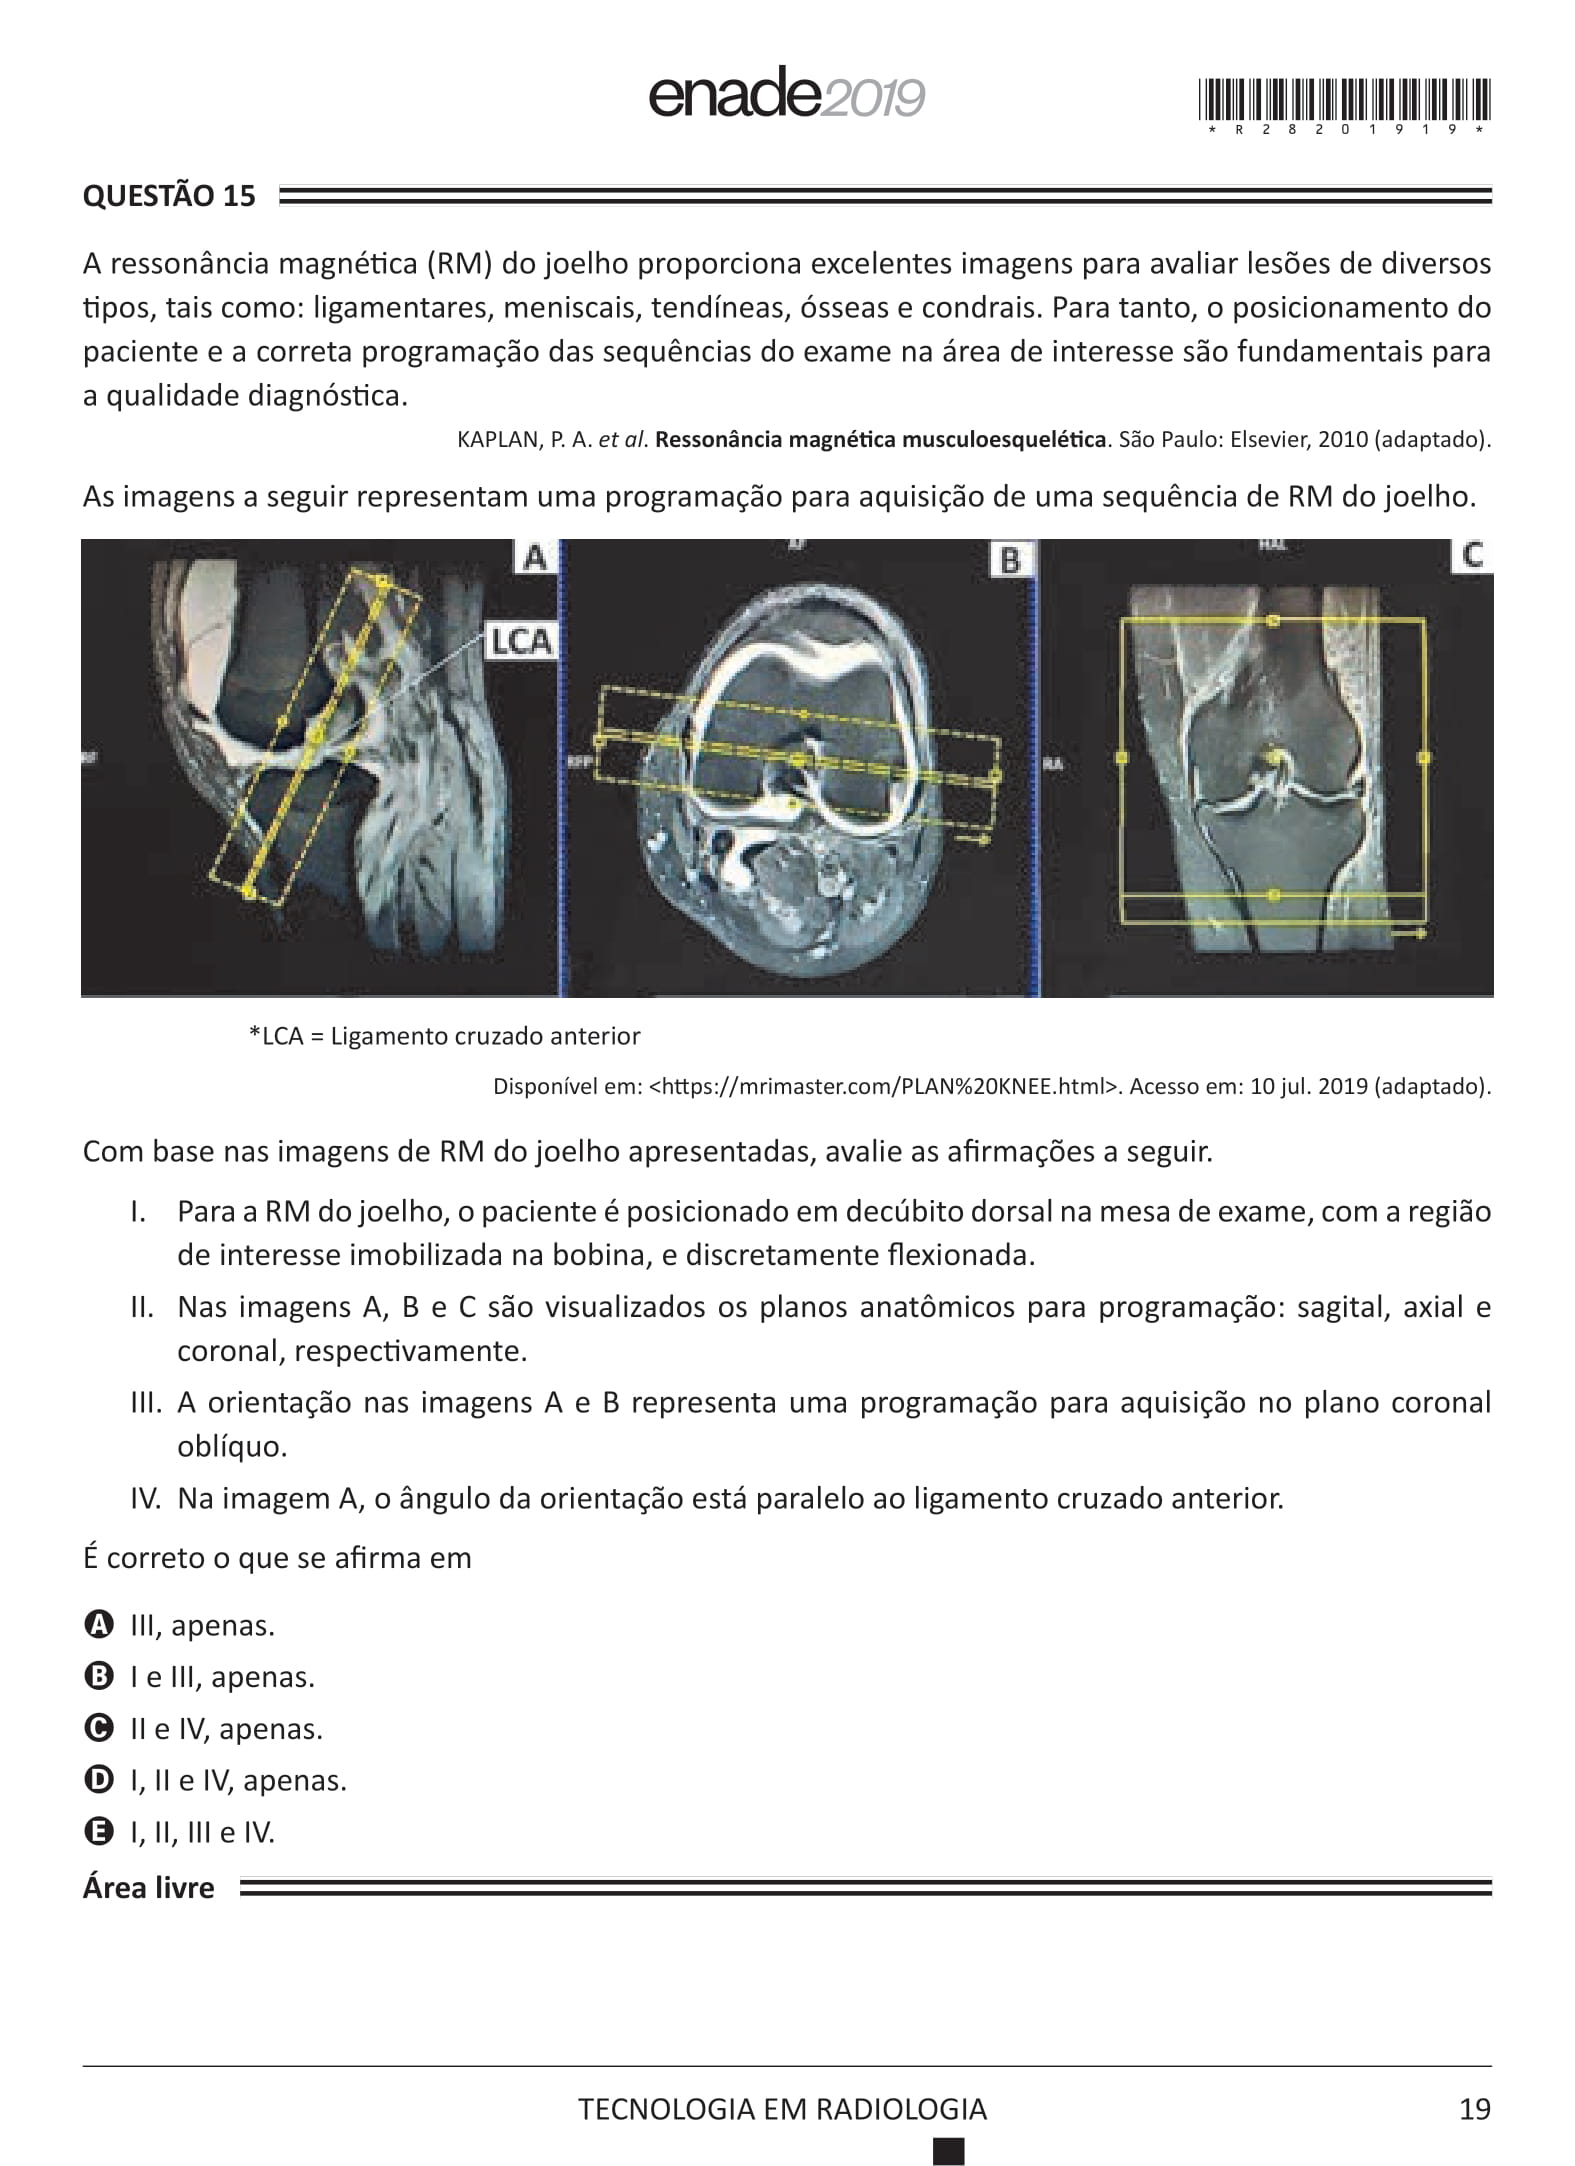 enade2019
*R28201919*
QUESTÃO 15
A ressonância magnética (RM) do joelho proporciona excelentes imagens para avaliar lesões de diversos
tipos, tais como: ligamentares, meniscais, tendíneas, ósseas e condrais. Para tanto, o posicionamento do
paciente e a correta programação das sequências do exame na área de interesse são fundamentais para
a qualidade diagnóstica.
KAPLAN, P. A. et al. Ressonância magnética musculoesquelética. São Paulo: Elsevier, 2010 (adaptado).
As imagens a seguir representam uma programação para aquisição de uma sequência de RM do joelho.
A
B
C
LCA
RFP
RA
*LCA = Ligamento cruzado anterior
Disponível em: <https://mrimaster.com/PLAN%20KNEE.html>. Acesso em: 10 jul. 2019 (adaptado).
Com base nas imagens de RM do joelho apresentadas, avalie as afirmações a seguir.
I. Para a RM do joelho, o paciente é posicionado em decúbito dorsal na mesa de exame, com a região
de interesse imobilizada na bobina, e discretamente flexionada.
II. Nas imagens A, B e C são visualizados os planos anatômicos para programação: sagital, axial e
coronal, respectivamente.
III. A orientação nas imagens A e B representa uma programação para aquisição no plano coronal
oblíquo.
IV. Na imagem A, o ângulo da orientação está paralelo ao ligamento cruzado anterior.
É correto o que se afirma em
A III, apenas.
B I e III, apenas.
C II e IV, apenas.
D I, II e IV, apenas.
E I, II, III e IV.
Área livre
TECNOLOGIA EM RADIOLOGIA
19